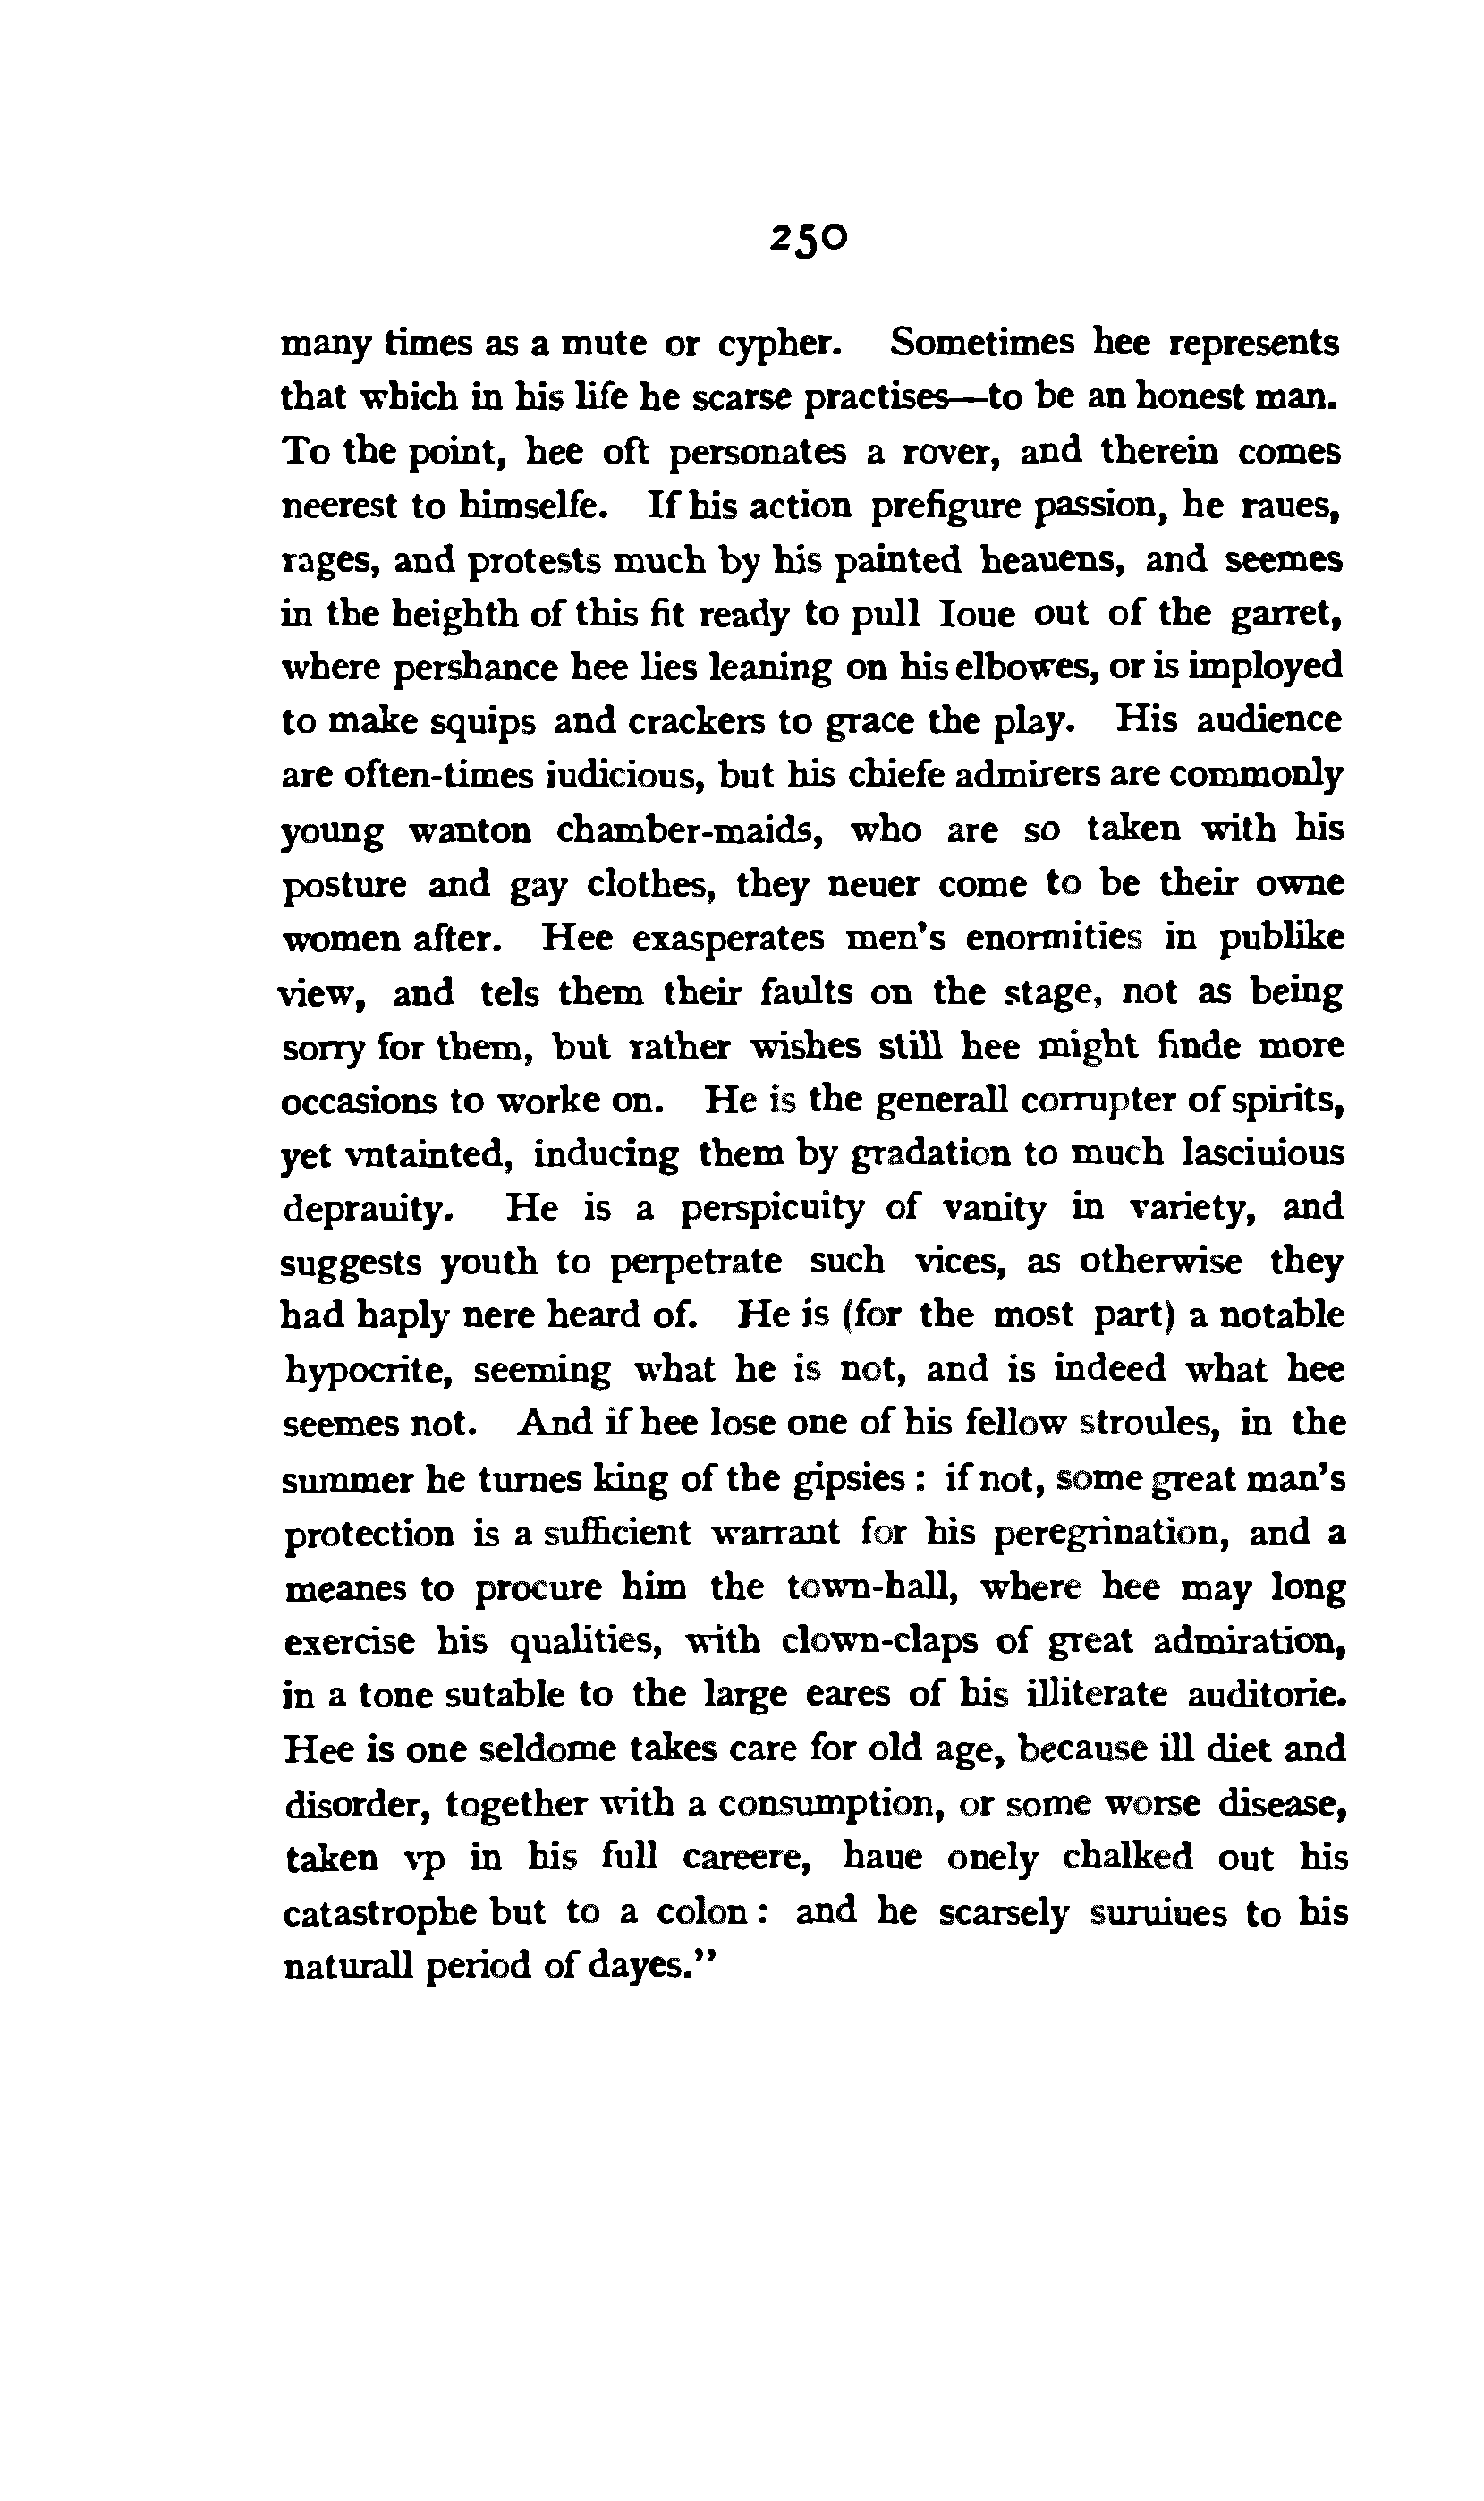 250
many times as a mute or cypher. Sometimes hee represents
that which in his life he scarse practises—to be an honest man.
To the point, hee oft personates a rover, and therein comes
neerest to himselfe. If his action prefigure passion, he raues,
rages, and protests much by his painted heauens, and seemes
in the heighth of this fit ready to pull Ioue out of the garret,
where pershance hee lies leaning on his elbowes, or is imployed
to make squips and crackers to grace the play. His audience
are often-times iudicious, but his chiefe admirers are commonly
young wanton chamber-maids, who are so taken with his
posture and gay clothes, they neuer come to be their owne
women after. Hee exasperates men's enormities in publike
view, and tels them their faults on the stage, not as being
sorry for them, but rather wishes still hee might finde more
occasions to worke on. He is the generall corrupter of spirits,
yet vntainted, inducing them by gradation to much lasciuious
deprauity. He is a perspicuity of vanity in variety, and
suggests youth to perpetrate such vices, as otherwise they
had haply nere heard of. He is (for the most part) a notable
hypocrite, seeming what he is not, and is indeed what hee
seemes not. And if hee lose one of his fellow stroules, in the
summer he turnes king of the gipsies : if not, some great man's
protection is a sufficient warrant for his peregrination, and a
meanes to procure him the town-hall, where hee may long
exercise his qualities, with clown-claps of great admiration,
in a tone sutable to the large eares of his illiterate auditorie.
Hee is one seldome takes care for old age, because ill diet and
disorder, together with a consumption, or some worse disease,
taken vp in his full careere, haue onely chalked out his
catastrophe but to a colon : and he scarsely suruiues to his
naturall period of dayes."